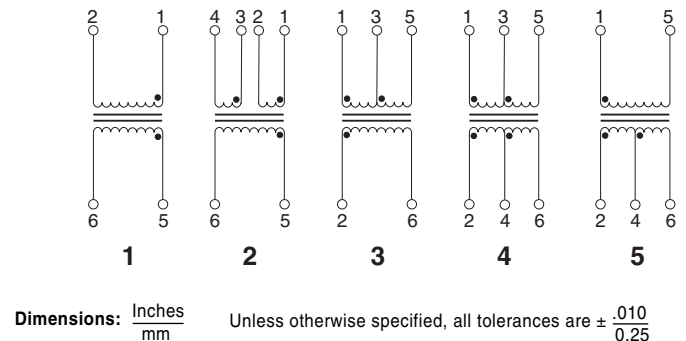 2 1 4 3 2 1 1 3 5 1 3 5 1 5
6 5 6 5 2 6 2 4 6 2 4 6
1 2 3 4 5
Dimensions: Inches/mm Unless otherwise specified, all tolerances are ± .010/0.25